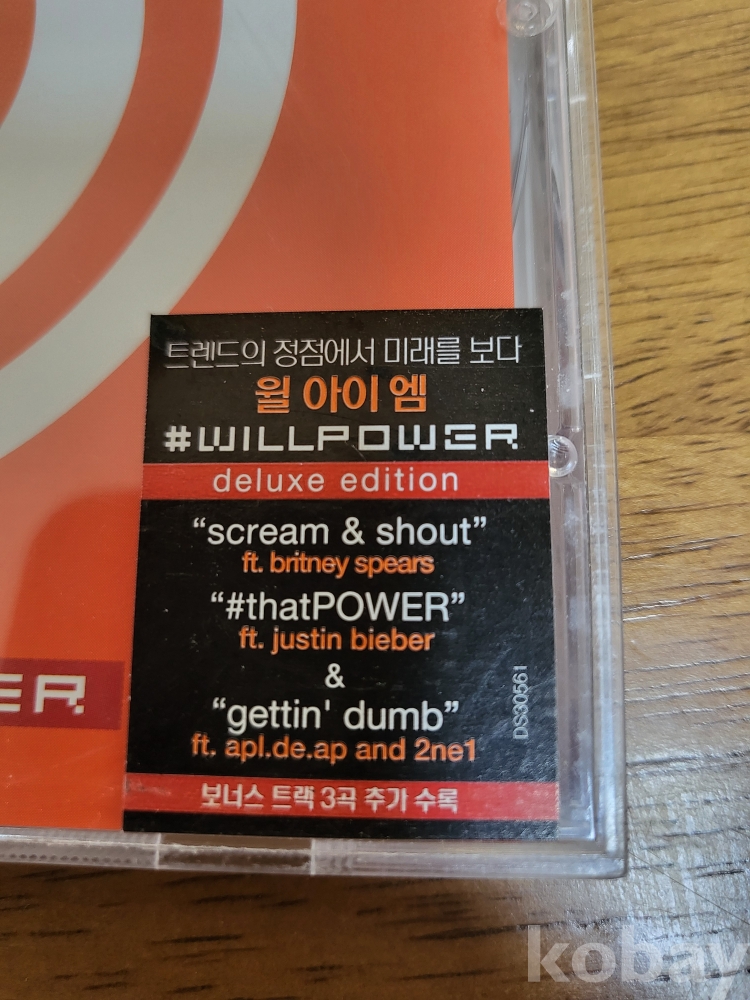 트렌드의 정점에서 미래를 보다
윌 아이 엠
#WILLPOWER
deluxe edition
“scream & shout”
ft. britney spears
“#thatPOWER”
ft. justin bieber
&
“gettin' dumb”
ft. apl.de.ap and 2ne1
보너스 트랙 3곡 추가 수록
DS30561
ER
kobay